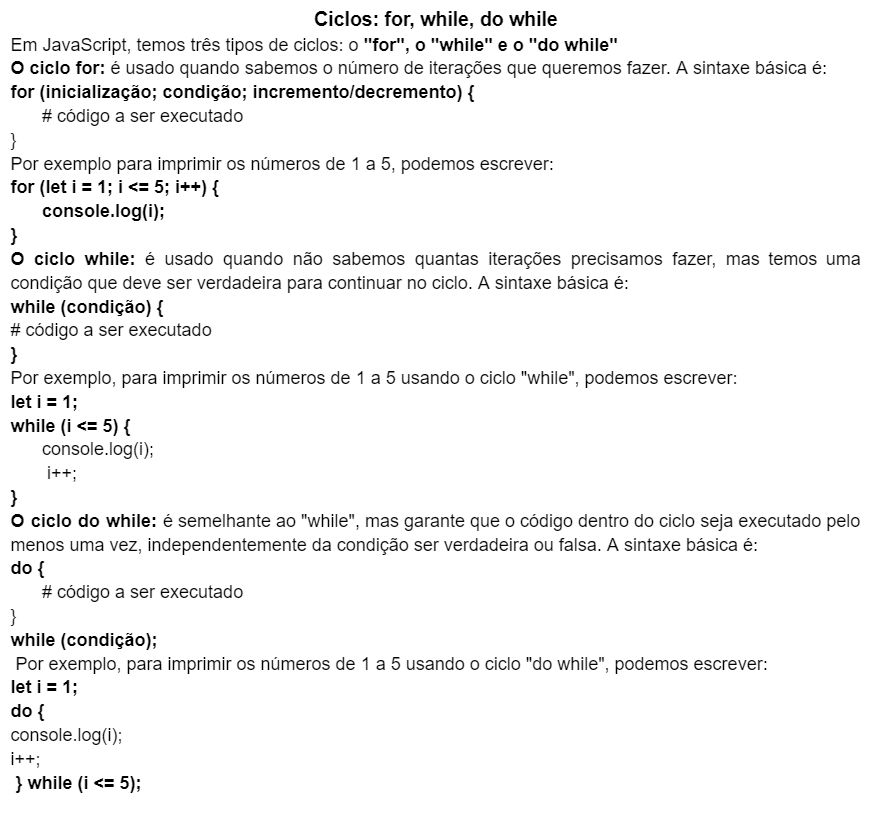 Ciclos: for, while, do while
Em JavaScript, temos três tipos de ciclos: o "for", o "while" e o "do while"
O ciclo for: é usado quando sabemos o número de iterações que queremos fazer. A sintaxe básica é:
for (inicialização; condição; incremento/decremento) {
# código a ser executado
}
Por exemplo para imprimir os números de 1 a 5, podemos escrever:
for (let i = 1; i <= 5; i++) {
console.log(i);
}
O ciclo while: é usado quando não sabemos quantas iterações precisamos fazer, mas temos uma
condição que deve ser verdadeira para continuar no ciclo. A sintaxe básica é:
while (condição) {
# código a ser executado
}
Por exemplo, para imprimir os números de 1 a 5 usando o ciclo "while", podemos escrever:
let i = 1;
while (i <= 5) {
console.log(i);
i++;
}
O ciclo do while: é semelhante ao "while", mas garante que o código dentro do ciclo seja executado pelo
menos uma vez, independentemente da condição ser verdadeira ou falsa. A sintaxe básica é:
do {
# código a ser executado
}
while (condição);
Por exemplo, para imprimir os números de 1 a 5 usando o ciclo "do while", podemos escrever:
let i = 1;
do {
console.log(i);
i++;
} while (i <= 5);